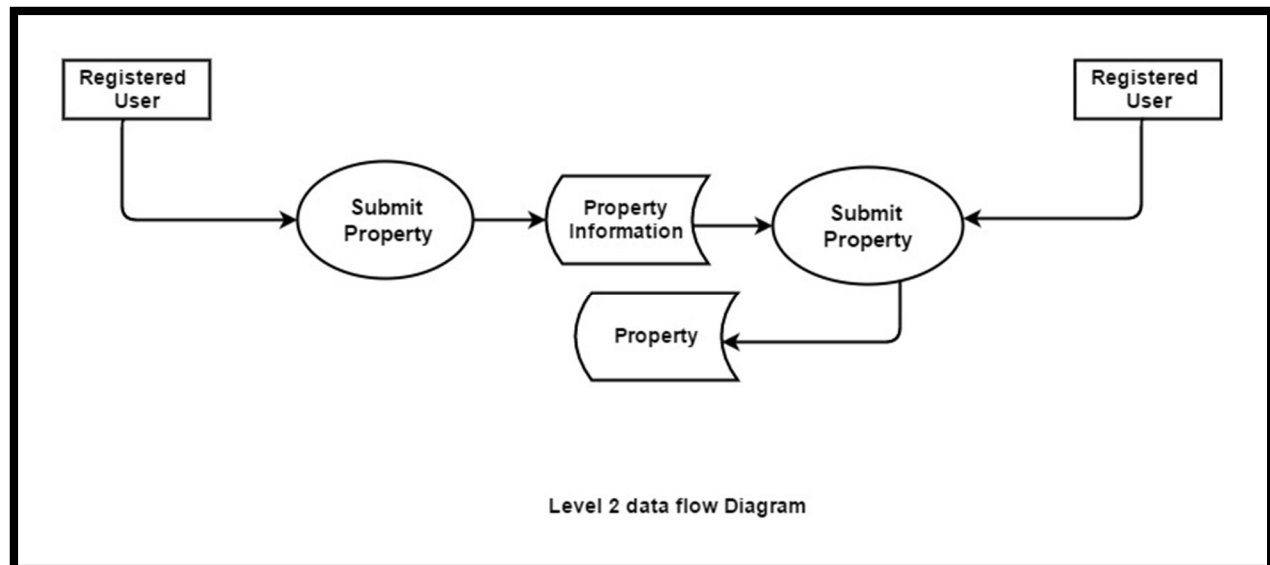 Registered
User
Registered
User
Submit
Property
Property
Information
Submit
Property
Property
Level 2 data flow Diagram